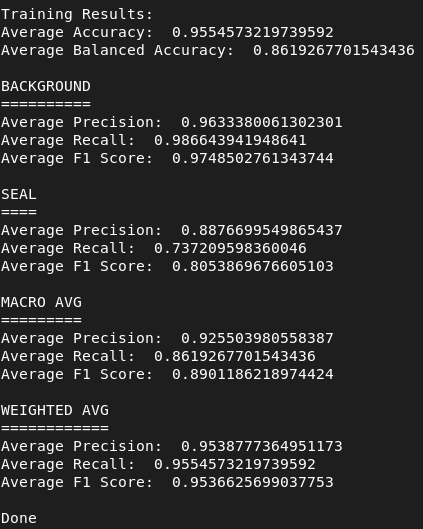 Training Results:
Average Accuracy:  0.9554573219739592
Average Balanced Accuracy:  0.8619267701543436
BACKGROUND
==========
Average Precision:  0.9633380061302301
Average Recall:  0.986643941948641
Average F1 Score:  0.9748502761343744
SEAL
====
Average Precision:  0.8876699549865437
Average Recall:  0.737209598360046
Average F1 Score:  0.8053869676605103
MACRO AVG
=========
Average Precision:  0.925503980558387
Average Recall:  0.8619267701543436
Average F1 Score:  0.8901186218974424
WEIGHTED AVG
============
Average Precision:  0.9538777364951173
Average Recall:  0.9554573219739592
Average F1 Score:  0.9536625699037753
Done